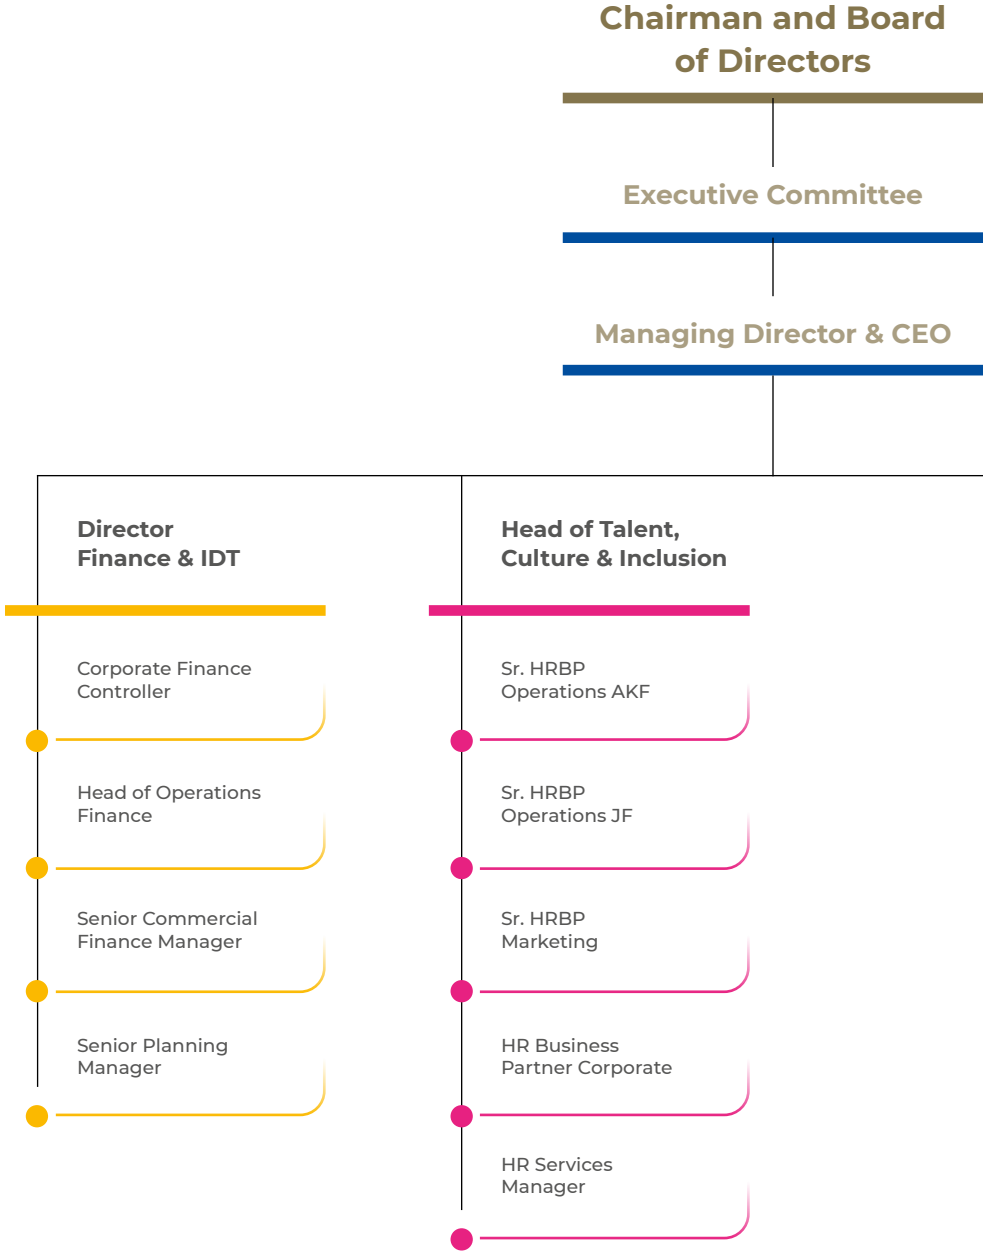 Chairman and Board
of Directors
Executive Committee
Managing Director & CEO
Director
Finance & IDT
Corporate Finance
Controller
Head of Operations
Finance
Senior Commercial
Finance Manager
Senior Planning
Manager
Head of Talent,
Culture & Inclusion
Sr. HRBP
Operations AKF
Sr. HRBP
Operations JF
Sr. HRBP
Marketing
HR Business
Partner Corporate
HR Services
Manager